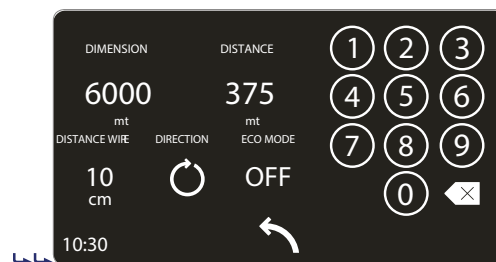 DIMENSION DISTANCE
6000 375
mt mt
DISTANCE WIRE DIRECTION ECO MODE
10 OFF
cm
10:30
1 2 3
4 5 6
7 8 9
0